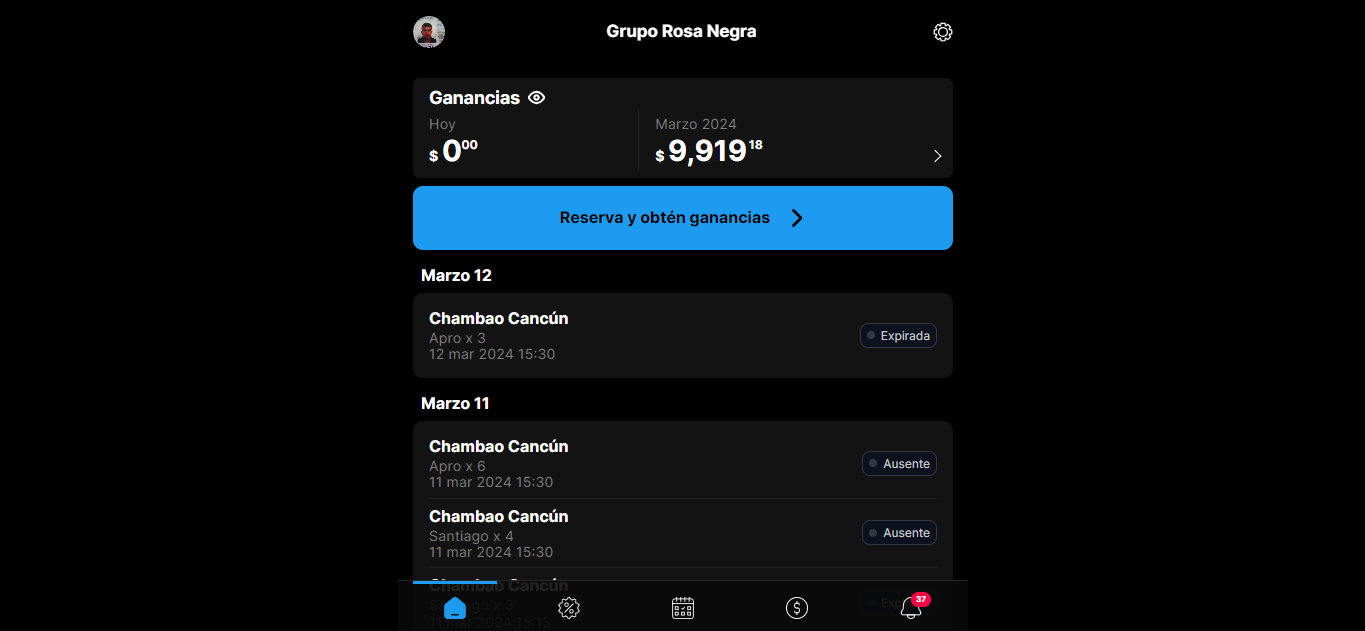 Grupo Rosa Negra
Ganancias
Hoy
$ 0 00
Marzo 2024
$ 9,919 18
Reserva y obtén ganancias
Marzo 12
Chambao Cancún
Apro x 3
12 mar 2024 15:30
Expirada
Marzo 11
Chambao Cancún
Apro x 6
11 mar 2024 15:30
Ausente
Chambao Cancún
Santiago x 4
11 mar 2024 15:30
Ausente
Chambao Cancún
x 3
11 mar 2024 15:15
37